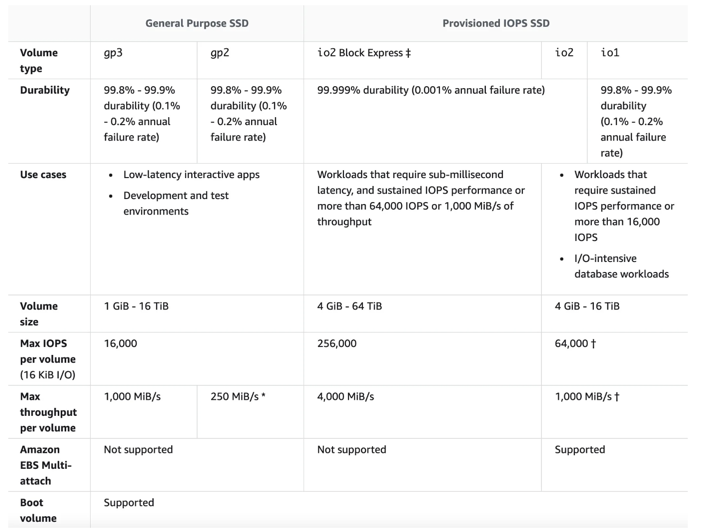 General Purpose SSD
Provisioned IOPS SSD
Volume
type
gp3
gp2
io2 Block Express ‡
io2
io1
Durability
99.8% - 99.9%
durability (0.1%
- 0.2% annual
failure rate)
99.8% - 99.9%
durability (0.1%
- 0.2% annual
failure rate)
99.999% durability (0.001% annual failure rate)
99.8% - 99.9%
durability
(0.1% - 0.2%
annual failure
rate)
Use cases
• Low-latency interactive apps
• Development and test
environments
Workloads that require sub-millisecond
latency, and sustained IOPS performance or
more than 64,000 IOPS or 1,000 MiB/s of
throughput
• Workloads that
require sustained
IOPS performance or
more than 16,000
IOPS
• I/O-intensive
database workloads
Volume
size
1 GiB - 16 TiB
4 GiB - 64 TiB
4 GiB - 16 TiB
Max IOPS
per volume
(16 KiB I/O)
16,000
256,000
64,000 †
Max
throughput
per volume
1,000 MiB/s
250 MiB/s *
4,000 MiB/s
1,000 MiB/s †
Amazon
EBS Multi-
attach
Not supported
Not supported
Supported
Boot
volume
Supported